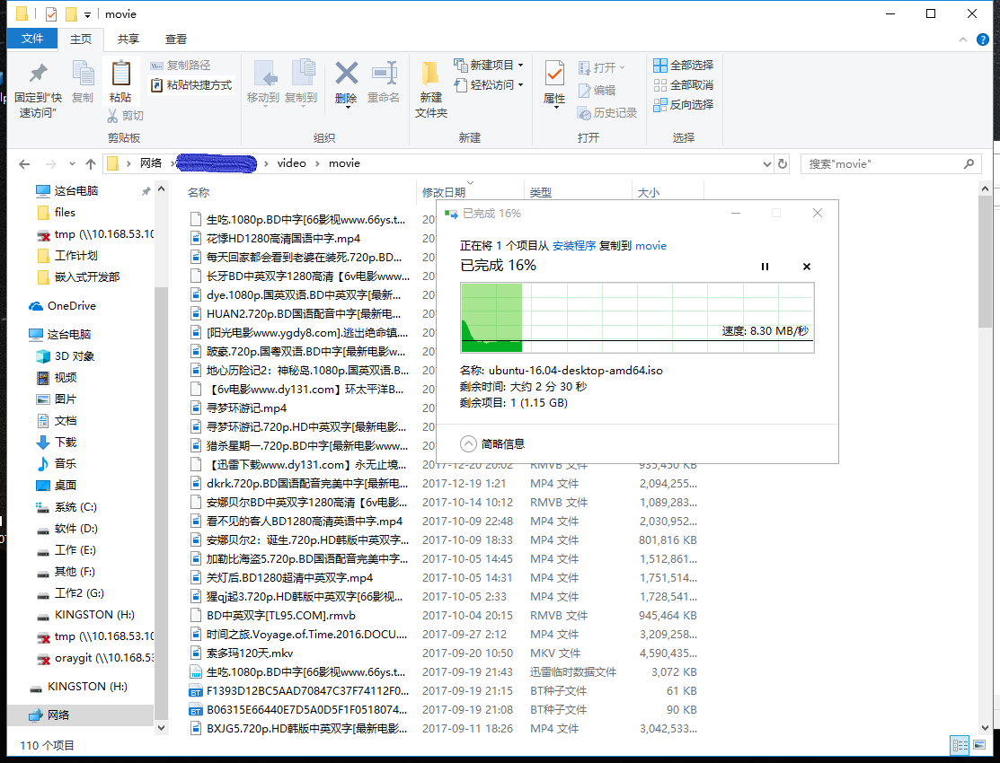 movie
文件 主页 共享 查看
固定到"快速访问"
复制
粘贴
复制路径
粘贴快捷方式
剪切
剪贴板
移动到
复制到
删除
重命名
组织
新建文件夹
新建项目
轻松访问
新建
属性
打开
编辑
历史记录
打开
全部选择
全部取消
反向选择
选择
网络 video movie
搜索"movie"
这台电脑
files
tmp (\\10.168.53.10
工作计划
嵌入式开发部
OneDrive
这台电脑
3D 对象
视频
图片
文档
下载
音乐
桌面
系统 (C:)
软件 (D:)
工作 (E:)
其他 (F:)
工作2 (G:)
KINGSTON (H:)
tmp (\\10.168.53.10
oraygit (\\10.168.53
KINGSTON (H:)
网络
名称 修改日期 类型 大小
生吃.1080p.BD中字[66影视www.66ys.t... 20
花悸HD1280高清国语中字.mp4 20
每天回家都会看到老婆在装死.720p.BD... 20
长牙BD中英双字1280高清【6v电影www... 20
dye.1080p.国英双语.BD中英双字[最新... 20
HUAN2.720p.BD国语配音中字[最新电... 20
[阳光电影www.ygdy8.com].逃出绝命镇.... 20
跛豪.720p.国粤双语.BD中字[最新电影w... 20
地心历险记2：神秘岛.1080p.国英双语.B... 20
【6v电影www.dy131.com】环太平洋B... 20
寻梦环游记.mp4 20
寻梦环游记.720p.HD中英双字[最新电影... 20
猎杀星期一.720p.BD中字[最新电影www... 20
【迅雷下载www.dy131.com】永无止境... 2017-12-20 20:02 RMVB 文件 935,450 KB
dkrk.720p.BD国语配音完美中字[最新电... 2017-12-19 1:21 MP4 文件 2,094,255...
安娜贝尔BD中英双字1280高清【6v电影... 2017-10-14 10:12 RMVB 文件 1,089,283...
看不见的客人BD1280高清英语中字.mp4 2017-10-09 22:48 MP4 文件 2,030,952...
安娜贝尔2：诞生.720p.HD韩版中英双字... 2017-10-09 18:33 MP4 文件 801,816 KB
加勒比海盗5.720p.BD国语配音完美中字... 2017-10-05 14:45 MP4 文件 1,512,861...
关灯后.BD1280超清中英双字.mp4 2017-10-05 14:31 MP4 文件 1,751,514...
猩qj起3.720p.HD韩版中英双字[66影视... 2017-10-05 2:33 MP4 文件 1,728,541...
BD中英双字[TL95.COM].rmvb 2017-10-04 20:15 RMVB 文件 945,464 KB
时间之旅.Voyage.of.Time.2016.DOCU.... 2017-09-27 2:12 MP4 文件 3,209,258...
索多玛120天.mkv 2017-09-20 10:50 MKV 文件 4,590,435...
生吃.1080p.BD中字[66影视www.66ys.t... 2017-09-19 21:43 迅雷临时数据文件 3,072 KB
F1393D12BC5AAD70847C37F74112F0... 2017-09-19 21:15 BT种子文件 61 KB
B06315E66440E7D5A0D5F1F0518074... 2017-09-19 21:08 BT种子文件 90 KB
BXJG5.720p.HD韩版中英双字[最新电影... 2017-09-11 18:26 MP4 文件 3,042,533...
已完成 16%
正在将 1 个项目从 安装程序 复制到 movie
已完成 16%
速度: 8.30 MB/秒
名称: ubuntu-16.04-desktop-amd64.iso
剩余时间: 大约 2 分 30 秒
剩余项目: 1 (1.15 GB)
简略信息
110 个项目